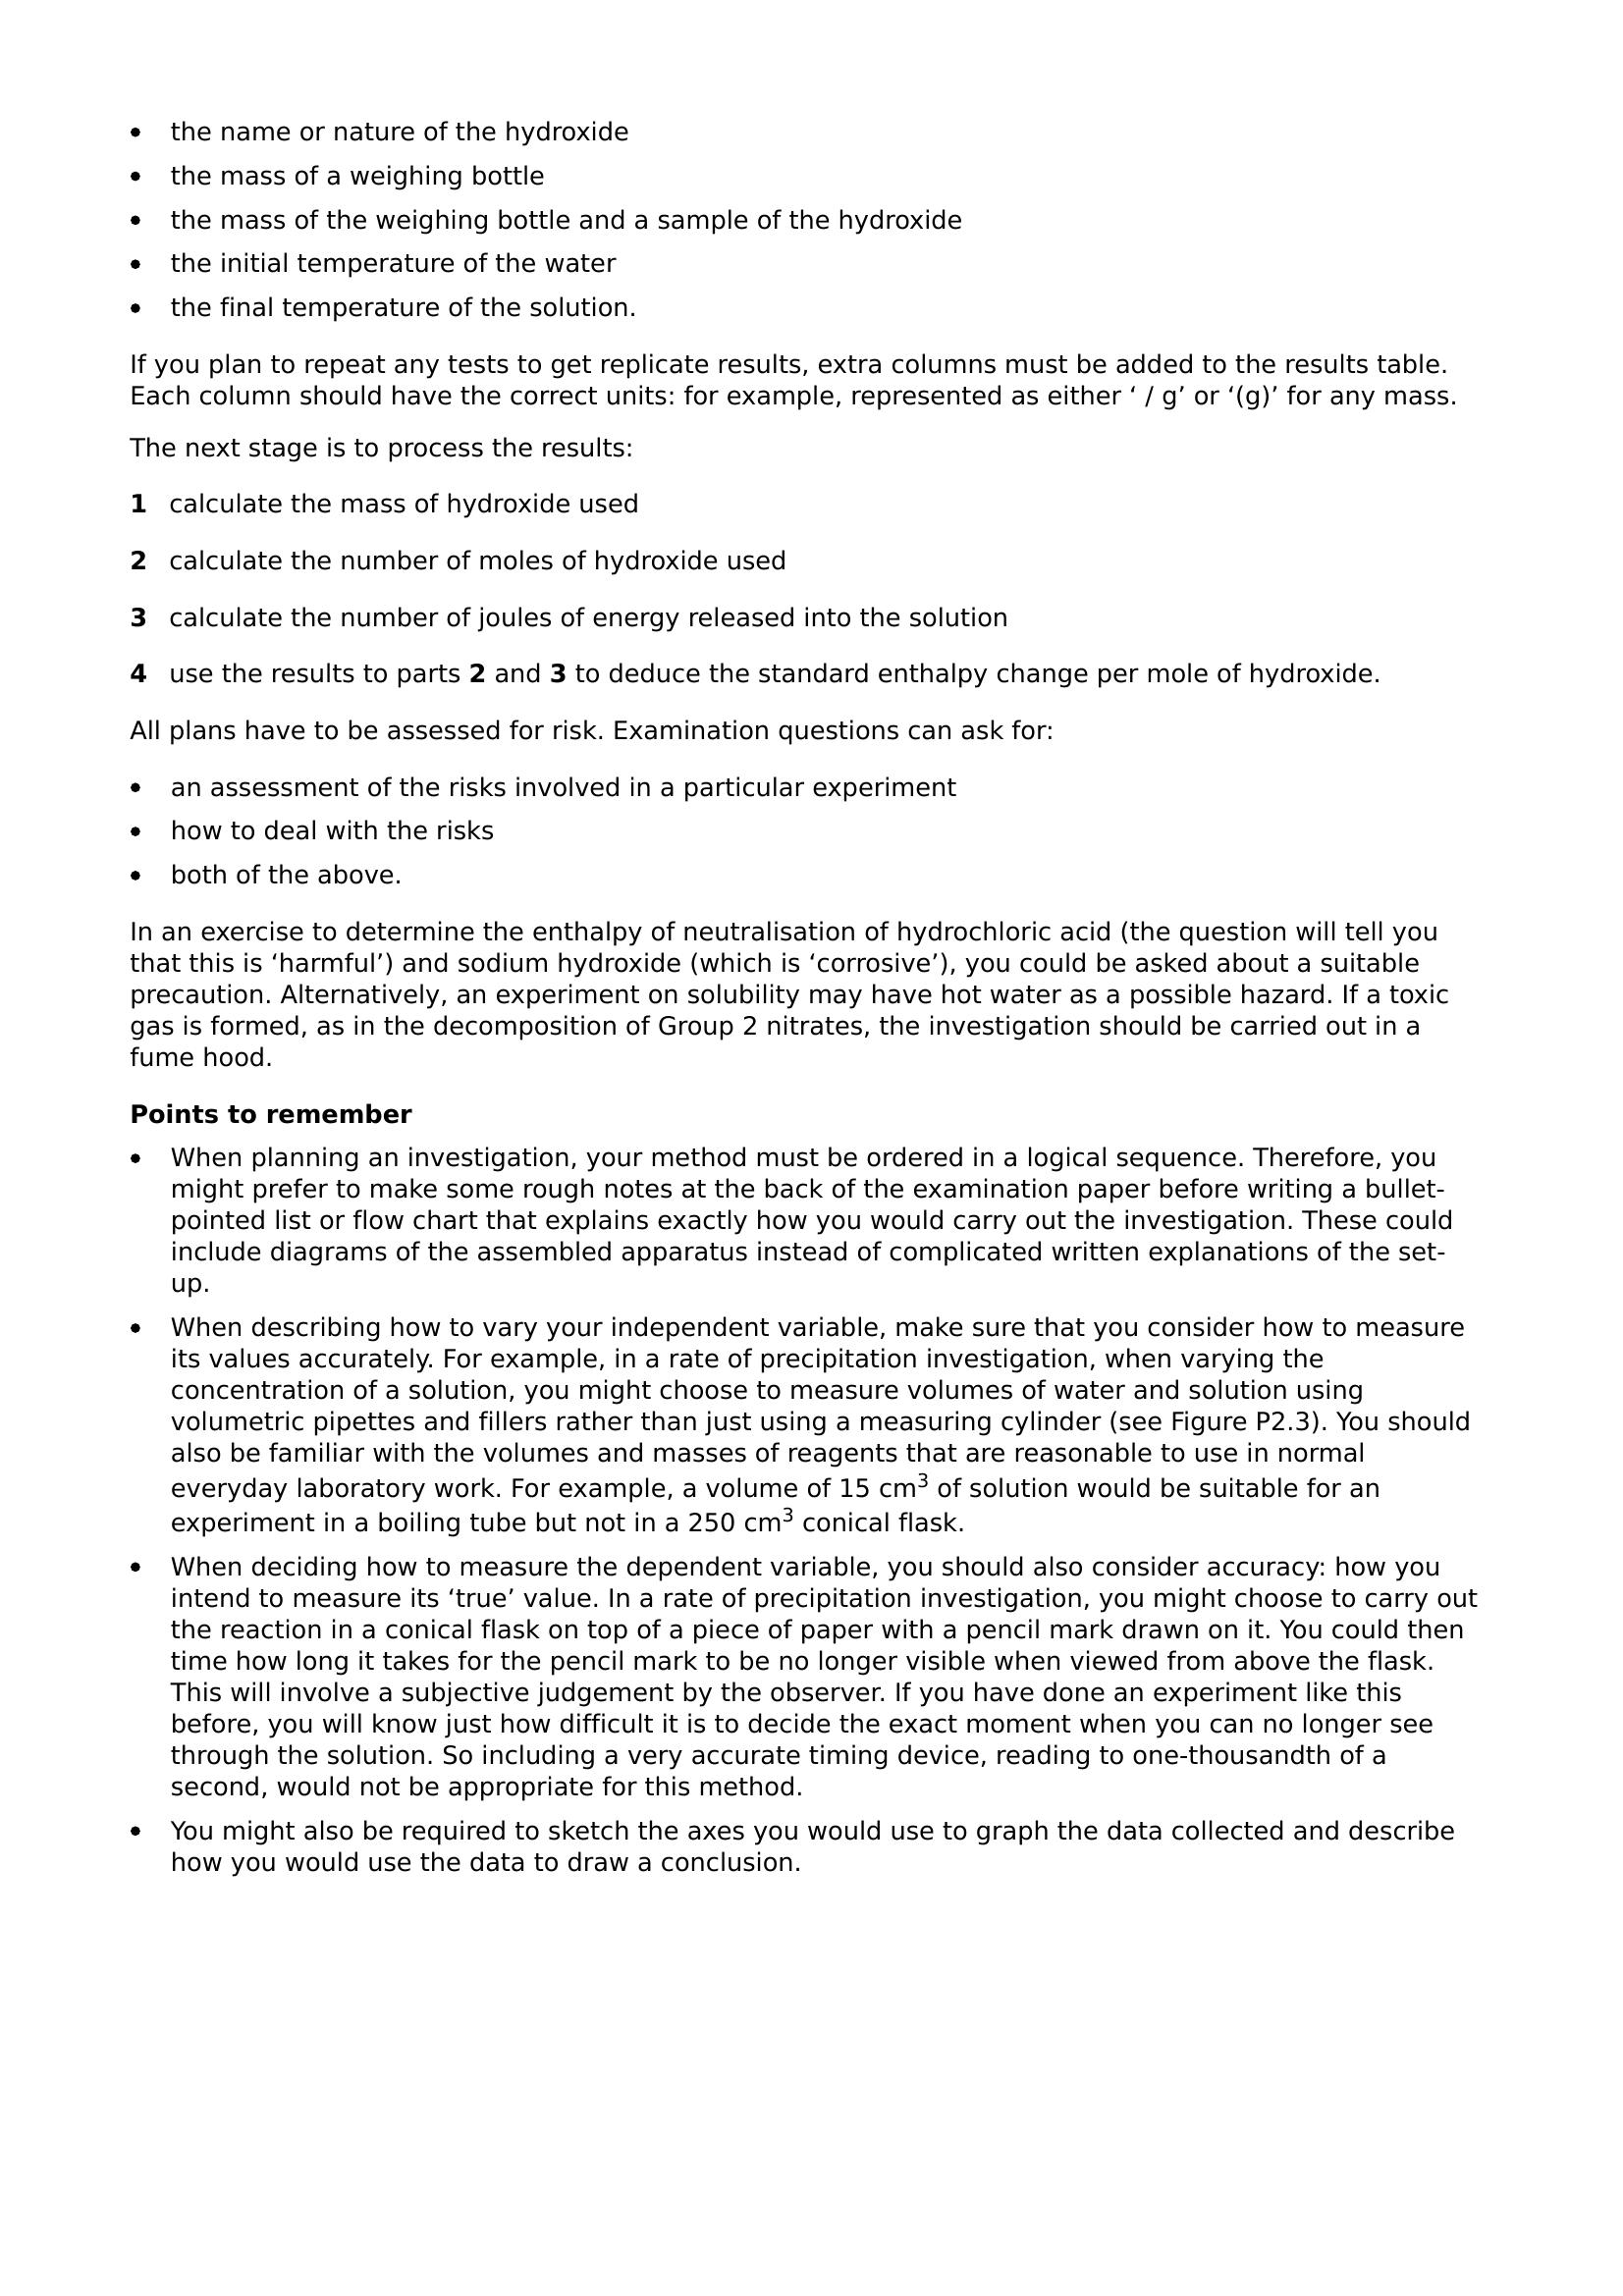 • the name or nature of the hydroxide
• the mass of a weighing bottle
• the mass of the weighing bottle and a sample of the hydroxide
• the initial temperature of the water
• the final temperature of the solution.
If you plan to repeat any tests to get replicate results, extra columns must be added to the results table.
Each column should have the correct units: for example, represented as either ‘ / g’ or ‘(g)’ for any mass.
The next stage is to process the results:
1 calculate the mass of hydroxide used
2 calculate the number of moles of hydroxide used
3 calculate the number of joules of energy released into the solution
4 use the results to parts 2 and 3 to deduce the standard enthalpy change per mole of hydroxide.
All plans have to be assessed for risk. Examination questions can ask for:
• an assessment of the risks involved in a particular experiment
• how to deal with the risks
• both of the above.
In an exercise to determine the enthalpy of neutralisation of hydrochloric acid (the question will tell you
that this is ‘harmful’) and sodium hydroxide (which is ‘corrosive’), you could be asked about a suitable
precaution. Alternatively, an experiment on solubility may have hot water as a possible hazard. If a toxic
gas is formed, as in the decomposition of Group 2 nitrates, the investigation should be carried out in a
fume hood.
Points to remember
• When planning an investigation, your method must be ordered in a logical sequence. Therefore, you
might prefer to make some rough notes at the back of the examination paper before writing a bullet-
pointed list or flow chart that explains exactly how you would carry out the investigation. These could
include diagrams of the assembled apparatus instead of complicated written explanations of the set-
up.
• When describing how to vary your independent variable, make sure that you consider how to measure
its values accurately. For example, in a rate of precipitation investigation, when varying the
concentration of a solution, you might choose to measure volumes of water and solution using
volumetric pipettes and fillers rather than just using a measuring cylinder (see Figure P2.3). You should
also be familiar with the volumes and masses of reagents that are reasonable to use in normal
everyday laboratory work. For example, a volume of 15 cm³ of solution would be suitable for an
experiment in a boiling tube but not in a 250 cm³ conical flask.
• When deciding how to measure the dependent variable, you should also consider accuracy: how you
intend to measure its ‘true’ value. In a rate of precipitation investigation, you might choose to carry out
the reaction in a conical flask on top of a piece of paper with a pencil mark drawn on it. You could then
time how long it takes for the pencil mark to be no longer visible when viewed from above the flask.
This will involve a subjective judgement by the observer. If you have done an experiment like this
before, you will know just how difficult it is to decide the exact moment when you can no longer see
through the solution. So including a very accurate timing device, reading to one-thousandth of a
second, would not be appropriate for this method.
• You might also be required to sketch the axes you would use to graph the data collected and describe
how you would use the data to draw a conclusion.